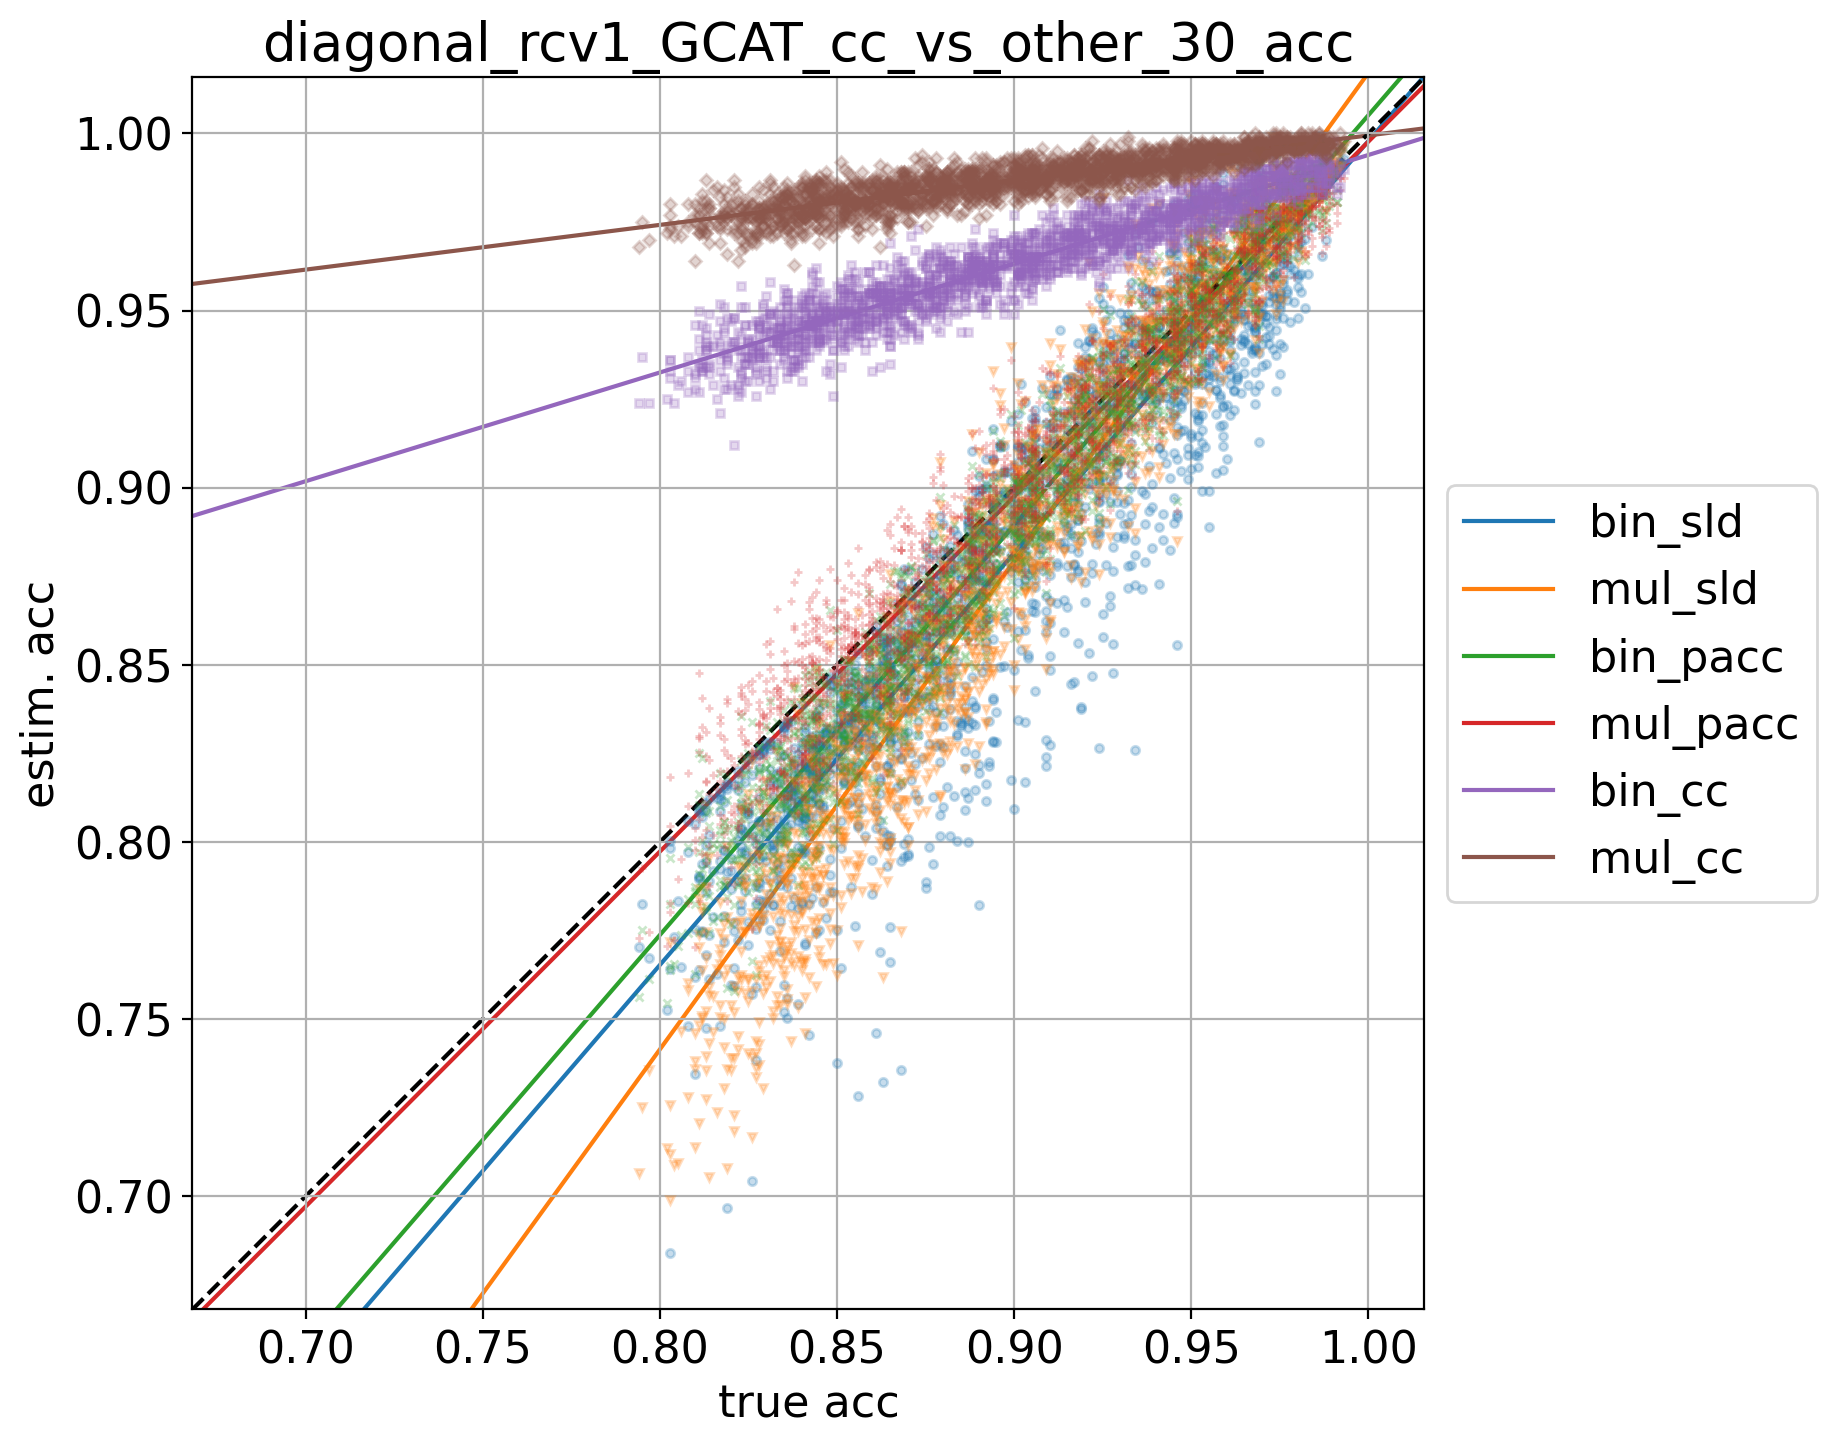 diagonal_rcv1_GCAT_cc_vs_other_30_acc
1.00
0.95
0.90
0.85
0.80
0.75
0.70
estim. acc
0.70 0.75 0.80 0.85 0.90 0.95 1.00
true acc
bin_sld
mul_sld
bin_pacc
mul_pacc
bin_cc
mul_cc